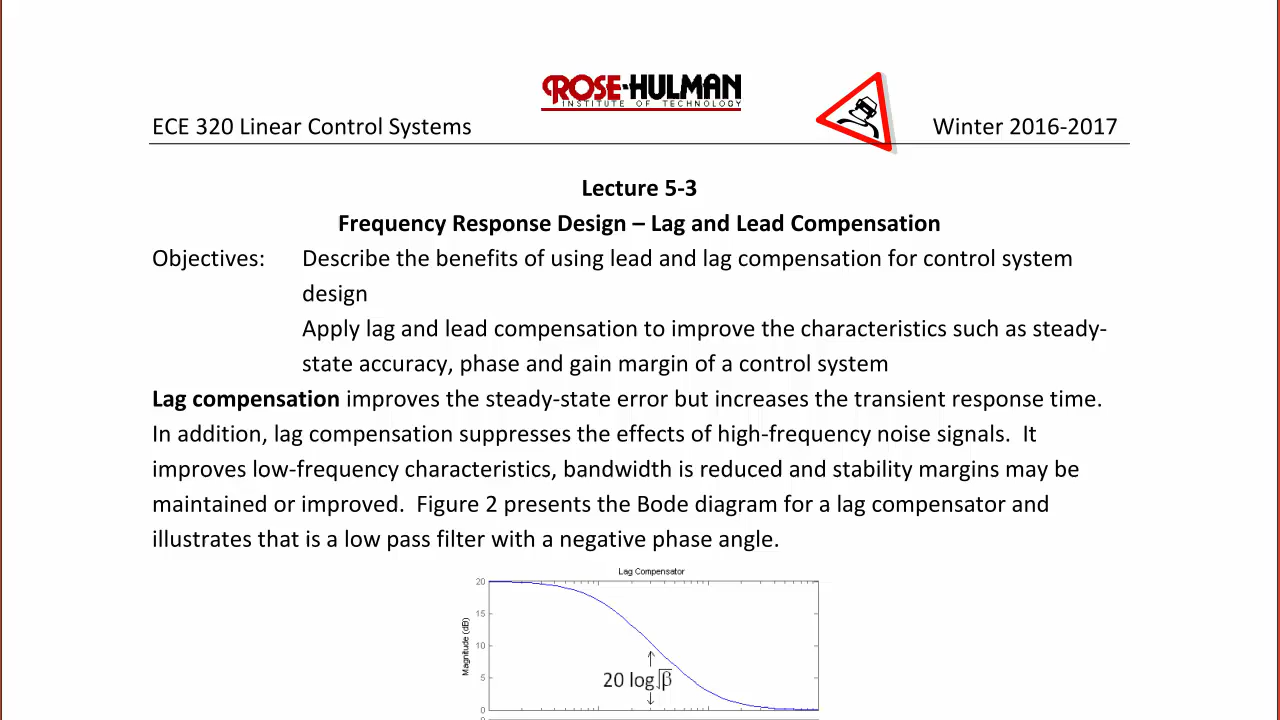 ROSE-HULMAN
INSTITUTE OF TECHNOLOGY
ECE 320 Linear Control Systems
Winter 2016-2017
Lecture 5-3
Frequency Response Design – Lag and Lead Compensation
Objectives: Describe the benefits of using lead and lag compensation for control system
design
Apply lag and lead compensation to improve the characteristics such as steady-
state accuracy, phase and gain margin of a control system
Lag compensation improves the steady-state error but increases the transient response time.
In addition, lag compensation suppresses the effects of high-frequency noise signals. It
improves low-frequency characteristics, bandwidth is reduced and stability margins may be
maintained or improved. Figure 2 presents the Bode diagram for a lag compensator and
illustrates that is a low pass filter with a negative phase angle.
Lag Compensator
Magnitude (dB)
20
15
10
5
0
20 log√β
0